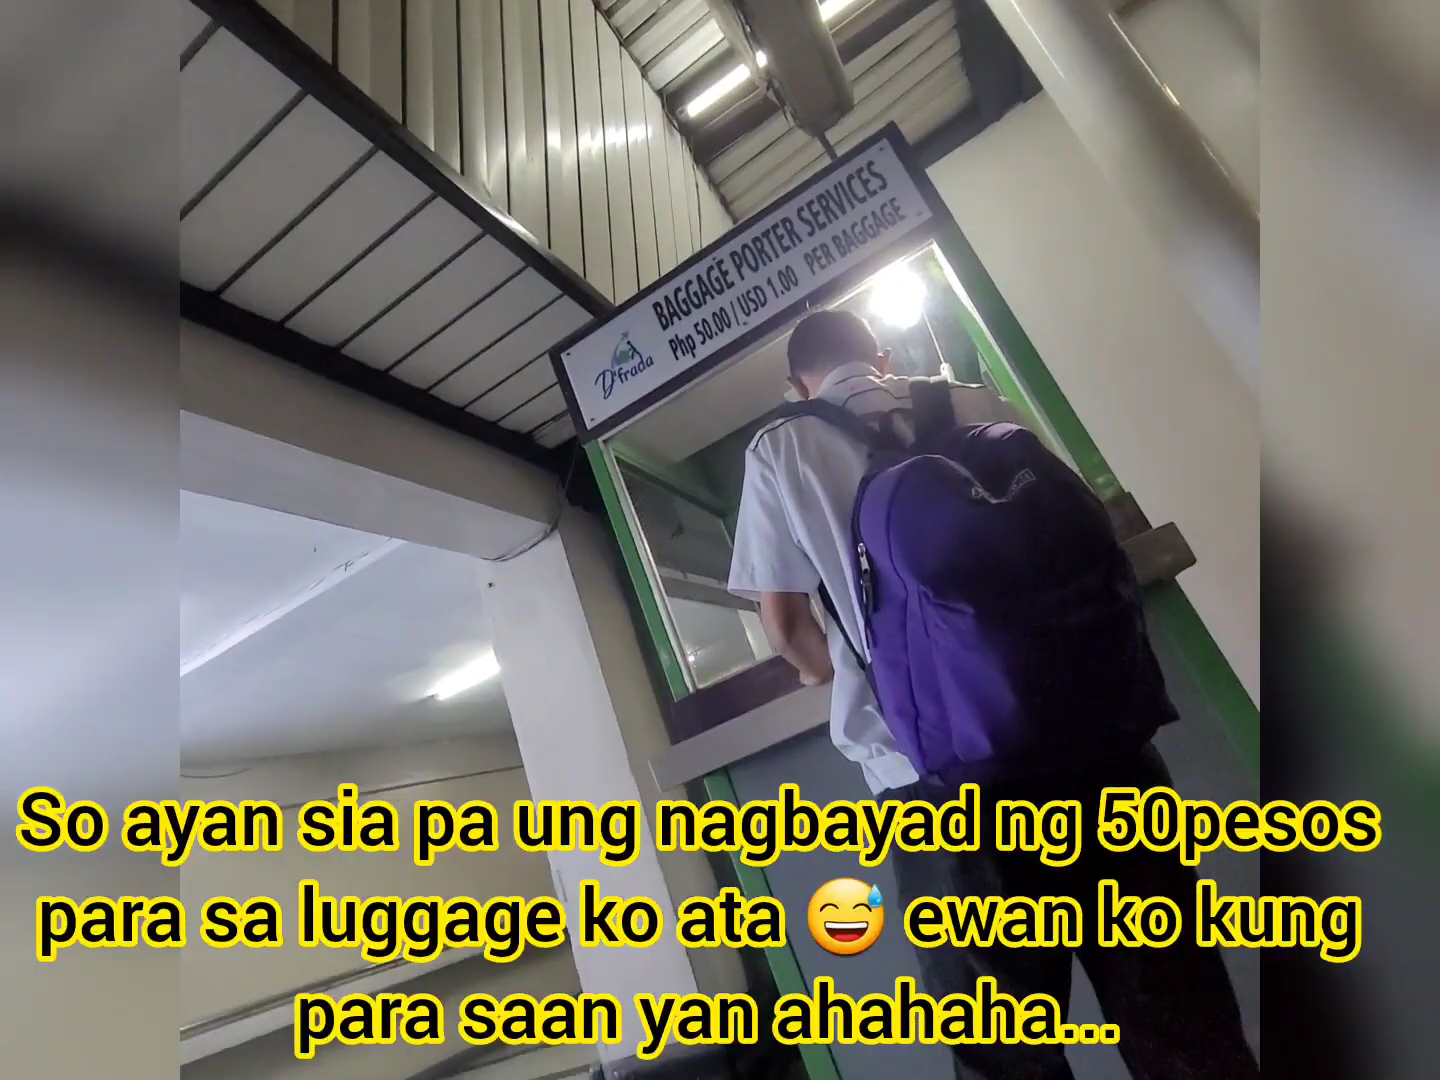 BAGGAGE PORTER SERVICES
Php 50.00 / USD 1.00 PER BAGGAGE
D'frada
So ayan sia pa ung nagbayad ng 50pesos
para sa luggage ko ata 😅 ewan ko kung
para saan yan ahahaha...